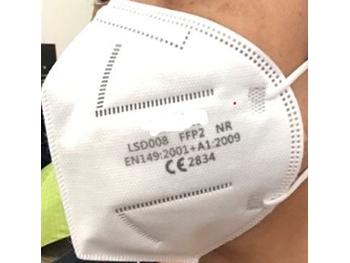 LSD008 FFP2 NR
EN149:2001+A1:2009
CE 2834